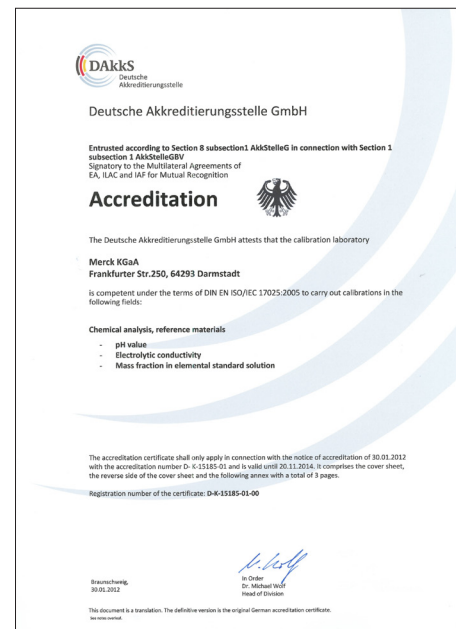 DAkkS
Deutsche
Akkreditierungsstelle
Deutsche Akkreditierungsstelle GmbH
Entrusted according to Section 8 subsection1 AkkStelleG in connection with Section 1
subsection 1 AkkStelleGBV
Signatory to the Multilateral Agreements of
EA, ILAC and IAF for Mutual Recognition
Accreditation
The Deutsche Akkreditierungsstelle GmbH attests that the calibration laboratory
Merck KGaA
Frankfurter Str.250, 64293 Darmstadt
is competent under the terms of DIN EN ISO/IEC 17025:2005 to carry out calibrations in the
following fields:
Chemical analysis, reference materials
- pH value
- Electrolytic conductivity
- Mass fraction in elemental standard solution
The accreditation certificate shall only apply in connection with the notice of accreditation of 30.01.2012
with the accreditation number D- K-15185-01 and is valid until 20.11.2014. It comprises the cover sheet,
the reverse side of the cover sheet and the following annex with a total of 3 pages.
Registration number of the certificate: D-K-15185-01-00
Braunschweig,
30.01.2012
In Order
Dr. Michael Wolf
Head of Division
This document is a translation. The definitive version is the original German accreditation certificate.
See notes overleaf.